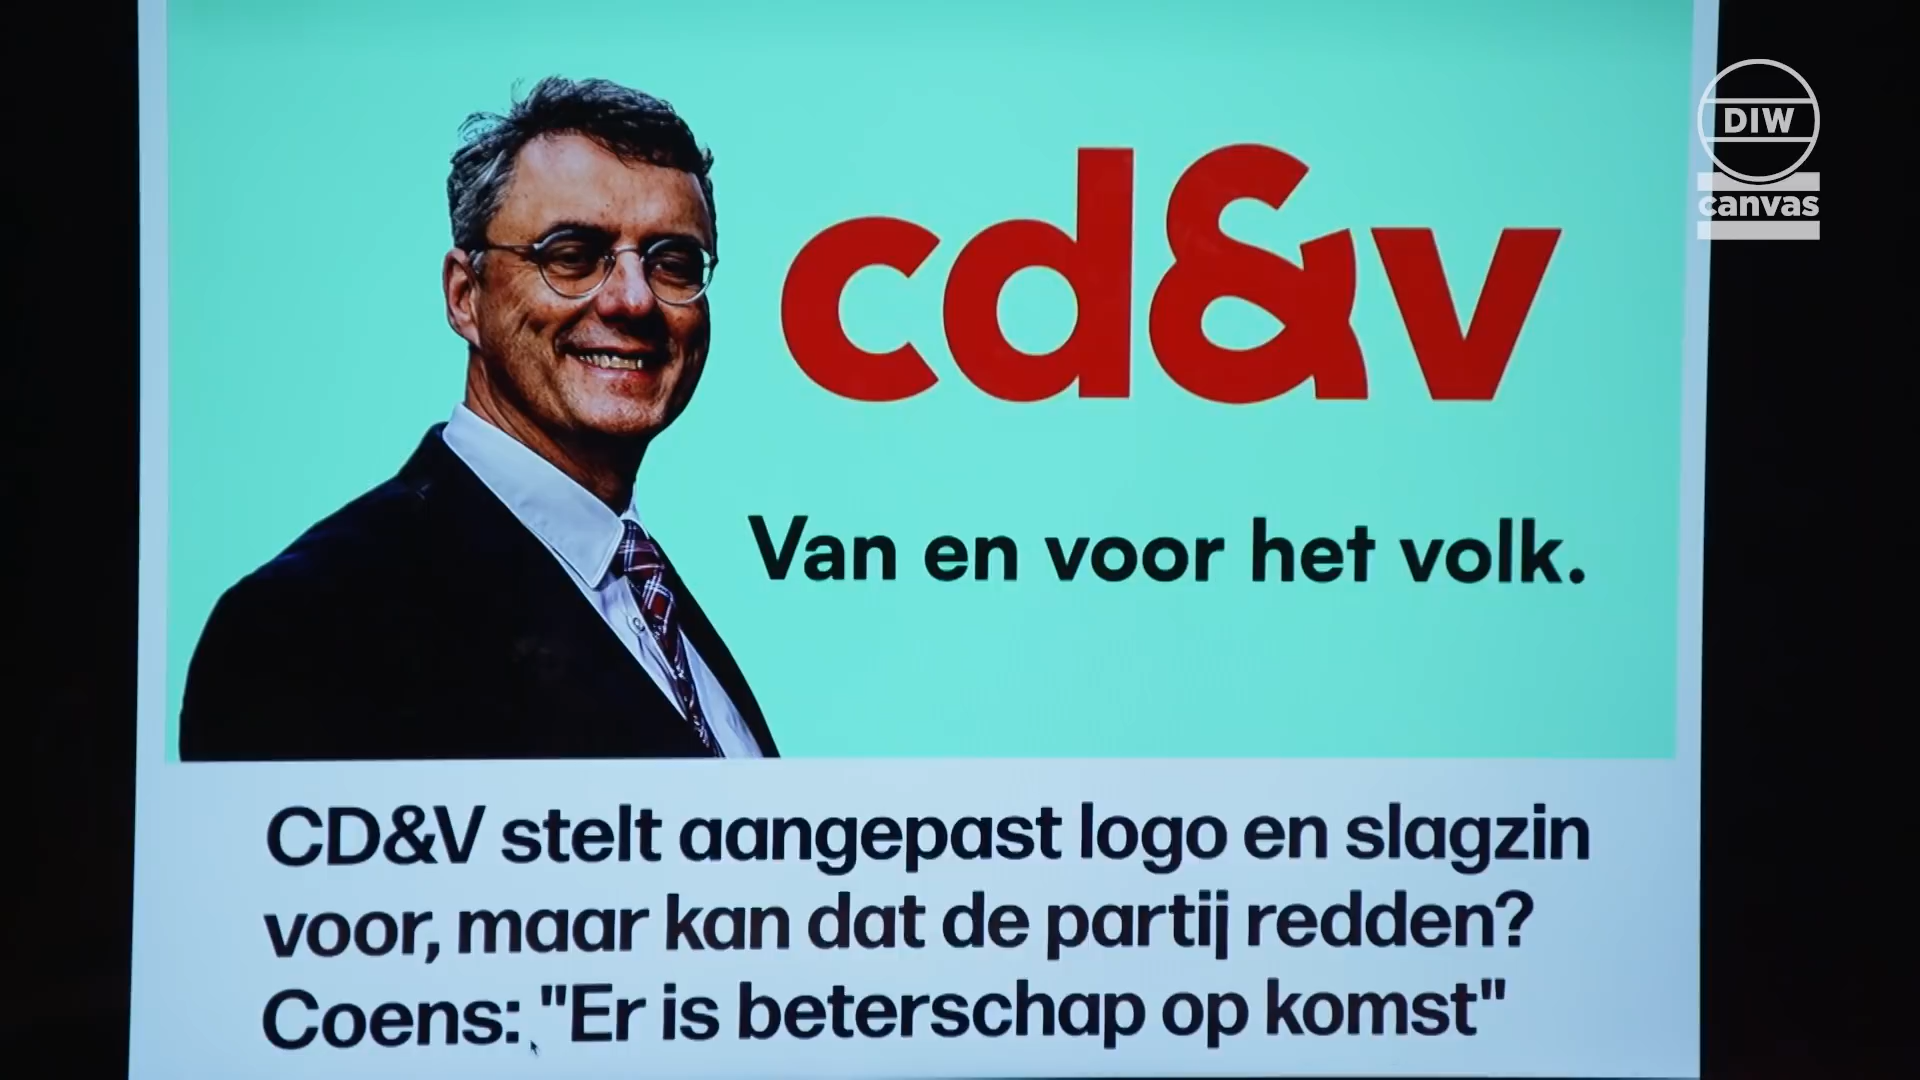 DIW
canvas
cd&v
Van en voor het volk.
CD&V stelt aangepast logo en slagzin
voor, maar kan dat de partij redden?
Coens: "Er is beterschap op komst"